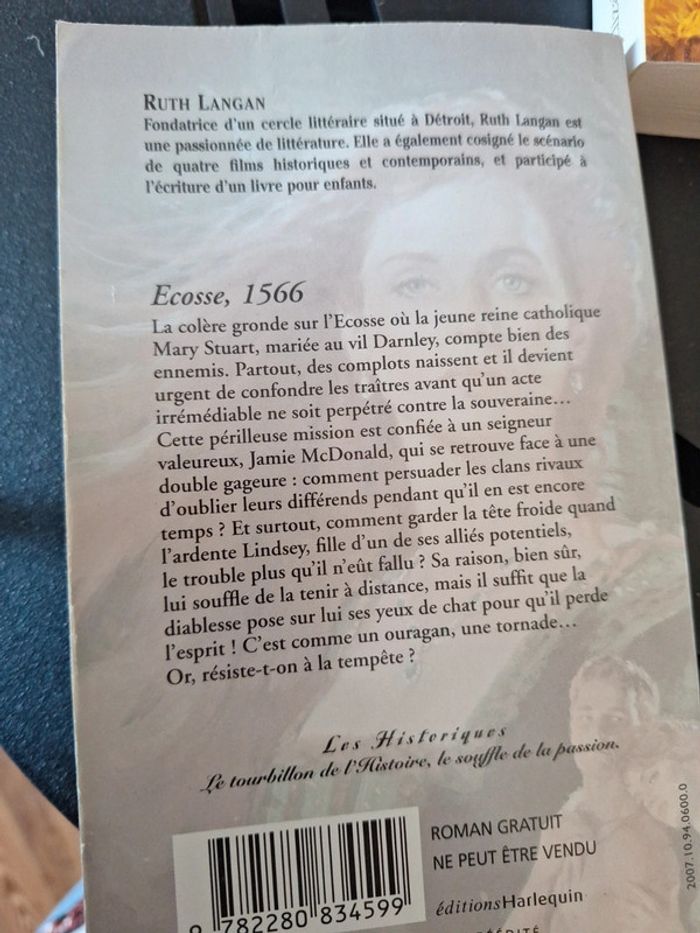 RUTH LANGAN
Fondatrice d'un cercle littéraire situé à Détroit, Ruth Langan est
une passionnée de littérature. Elle a également cosigné le scénario
de quatre films historiques et contemporains, et participé à
l'écriture d'un livre pour enfants.
Ecosse, 1566
La colère gronde sur l'Ecosse où la jeune reine catholique
Mary Stuart, mariée au vil Darnley, compte bien des
ennemis. Partout, des complots naissent et il devient
urgent de confondre les traîtres avant qu'un acte
irrémédiable ne soit perpétré contre la souveraine...
Cette périlleuse mission est confiée à un seigneur
valeureux, Jamie McDonald, qui se retrouve face à une
double gageure : comment persuader les clans rivaux
d'oublier leurs différends pendant qu'il en est encore
temps ? Et surtout, comment garder la tête froide quand
l'ardente Lindsey, fille d'un de ses alliés potentiels,
le trouble plus qu'il n'eût fallu ? Sa raison, bien sûr,
lui souffle de la tenir à distance, mais il suffit que la
diablesse pose sur lui ses yeux de chat pour qu'il perde
l'esprit ! C'est comme un ouragan, une tornade...
Or, résiste-t-on à la tempête ?
Les Historiques
Le tourbillon de l'Histoire, le souffle de la passion.
ROMAN GRATUIT
NE PEUT ÊTRE VENDU
éditionsHarlequin
9 782280 834599
2007.10.94.0600.0